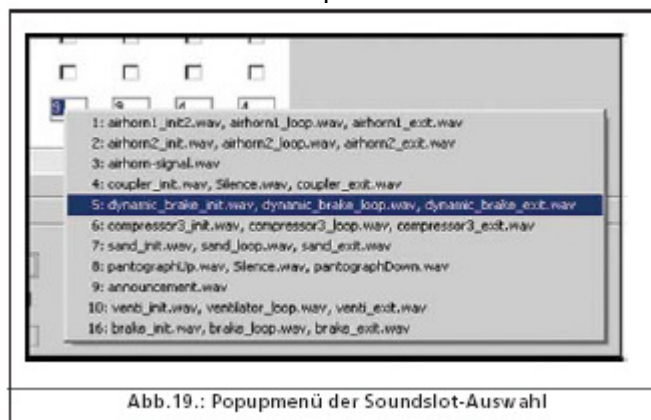 9 9 4 4
1: airhorn1_init2.wav, airhorn1_loop.wav, airhorn1_exit.wav
2: airhorn2_init.wav, airhorn2_loop.wav, airhorn2_exit.wav
3: airhorn-signal.wav
4: coupler_init.wav, Silence.wav, coupler_exit.wav
5: dynamic_brake_init.wav, dynamic_brake_loop.wav, dynamic_brake_exit.wav
6: compressor3_init.wav, compressor3_loop.wav, compressor3_exit.wav
7: sand_init.wav, sand_loop.wav, sand_exit.wav
8: pantographUp.wav, Silence.wav, pantographDown.wav
9: announcement.wav
10: venti_init.wav, ventilator_loop.wav, venti_exit.wav
16: brake_init.wav, brake_loop.wav, brake_exit.wav
Abb.19.: Popupmenü der Soundslot-Auswahl